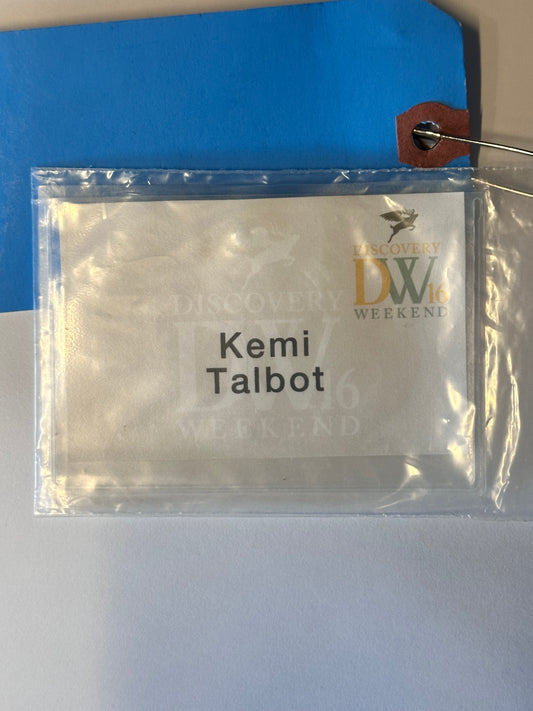 DISCOVERY
DW16
WEEKEND
DISCOVERY
DW16
WEEKEND
Kemi
Talbot